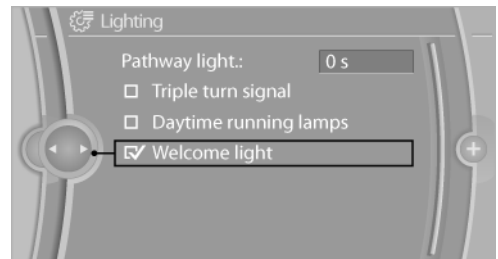 Lighting
Pathway light.: 0 s
Triple turn signal
Daytime running lamps
Welcome light